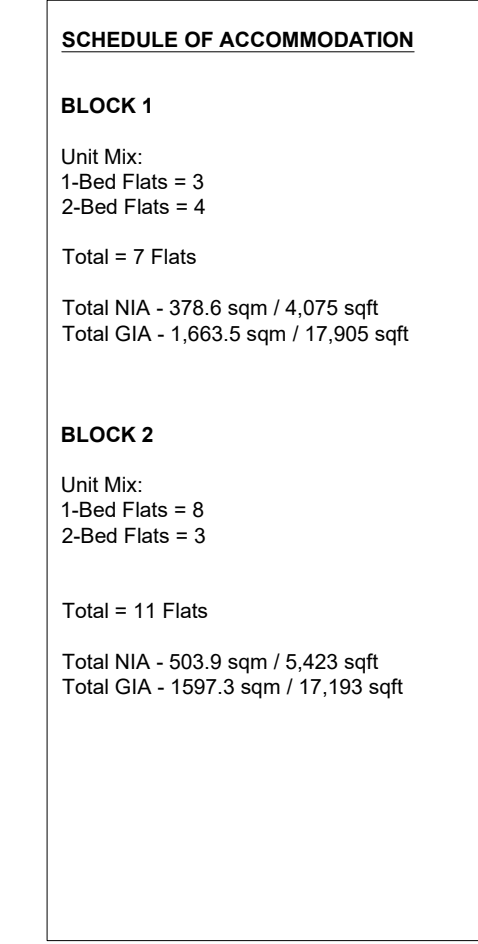 SCHEDULE OF ACCOMMODATION
BLOCK 1
Unit Mix:
1-Bed Flats = 3
2-Bed Flats = 4
Total = 7 Flats
Total NIA - 378.6 sqm / 4,075 sqft
Total GIA - 1,663.5 sqm / 17,905 sqft
BLOCK 2
Unit Mix:
1-Bed Flats = 8
2-Bed Flats = 3
Total = 11 Flats
Total NIA - 503.9 sqm / 5,423 sqft
Total GIA - 1597.3 sqm / 17,193 sqft